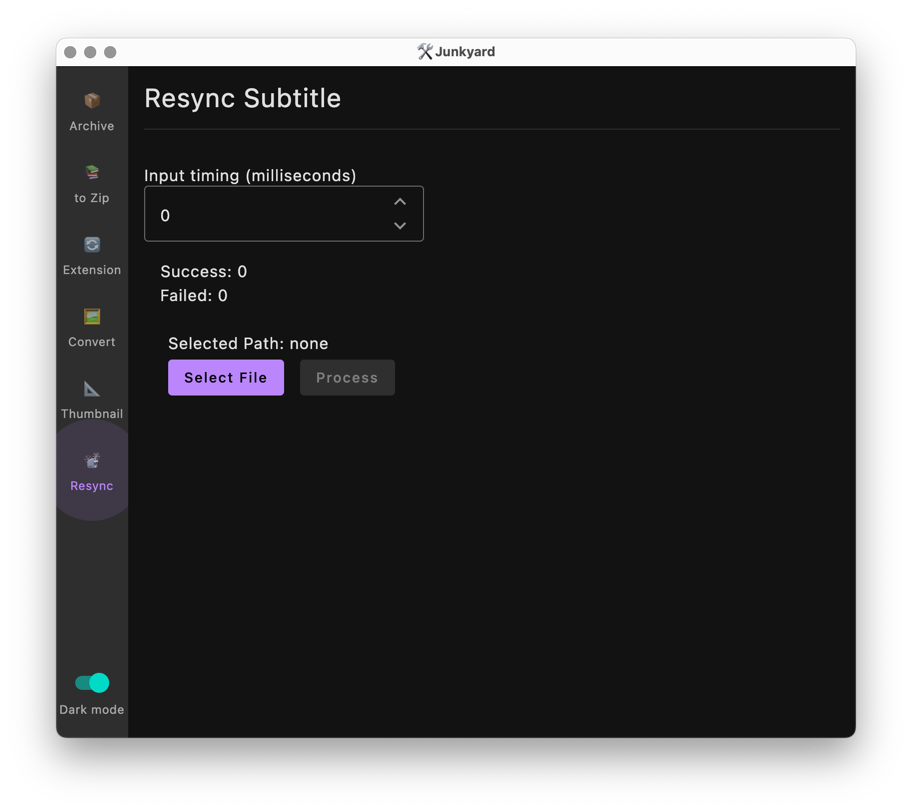 Junkyard
Archive
to Zip
Extension
Convert
Thumbnail
Resync
Dark mode
Resync Subtitle
Input timing (milliseconds)
0
Success: 0
Failed: 0
Selected Path: none
Select File
Process